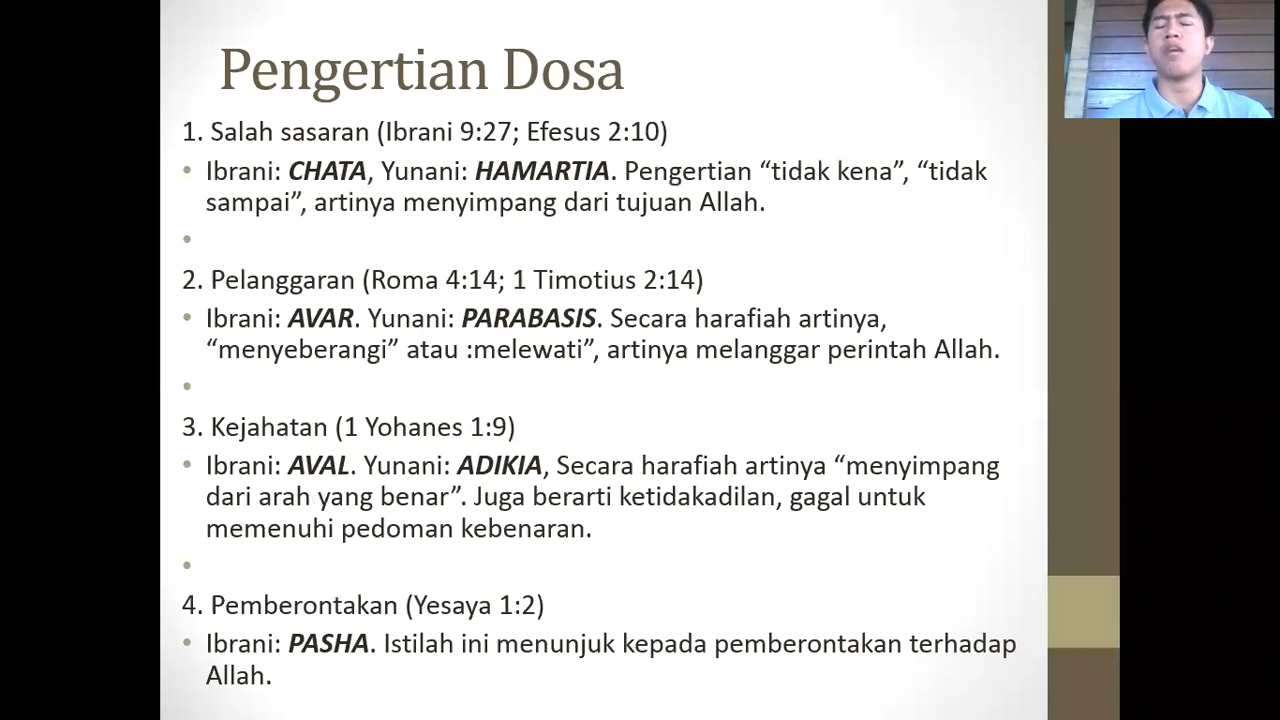 Pengertian Dosa
1. Salah sasaran (Ibrani 9:27; Efesus 2:10)
• Ibrani: CHATA, Yunani: HAMARTIA. Pengertian “tidak kena”, “tidak
sampai”, artinya menyimpang dari tujuan Allah.
•
2. Pelanggaran (Roma 4:14; 1 Timotius 2:14)
• Ibrani: AVAR. Yunani: PARABASIS. Secara harafiah artinya,
“menyeberangi” atau :melewati”, artinya melanggar perintah Allah.
•
3. Kejahatan (1 Yohanes 1:9)
• Ibrani: AVAL. Yunani: ADIKIA, Secara harafiah artinya “menyimpang
dari arah yang benar”. Juga berarti ketidakadilan, gagal untuk
memenuhi pedoman kebenaran.
•
4. Pemberontakan (Yesaya 1:2)
• Ibrani: PASHA. Istilah ini menunjuk kepada pemberontakan terhadap
Allah.